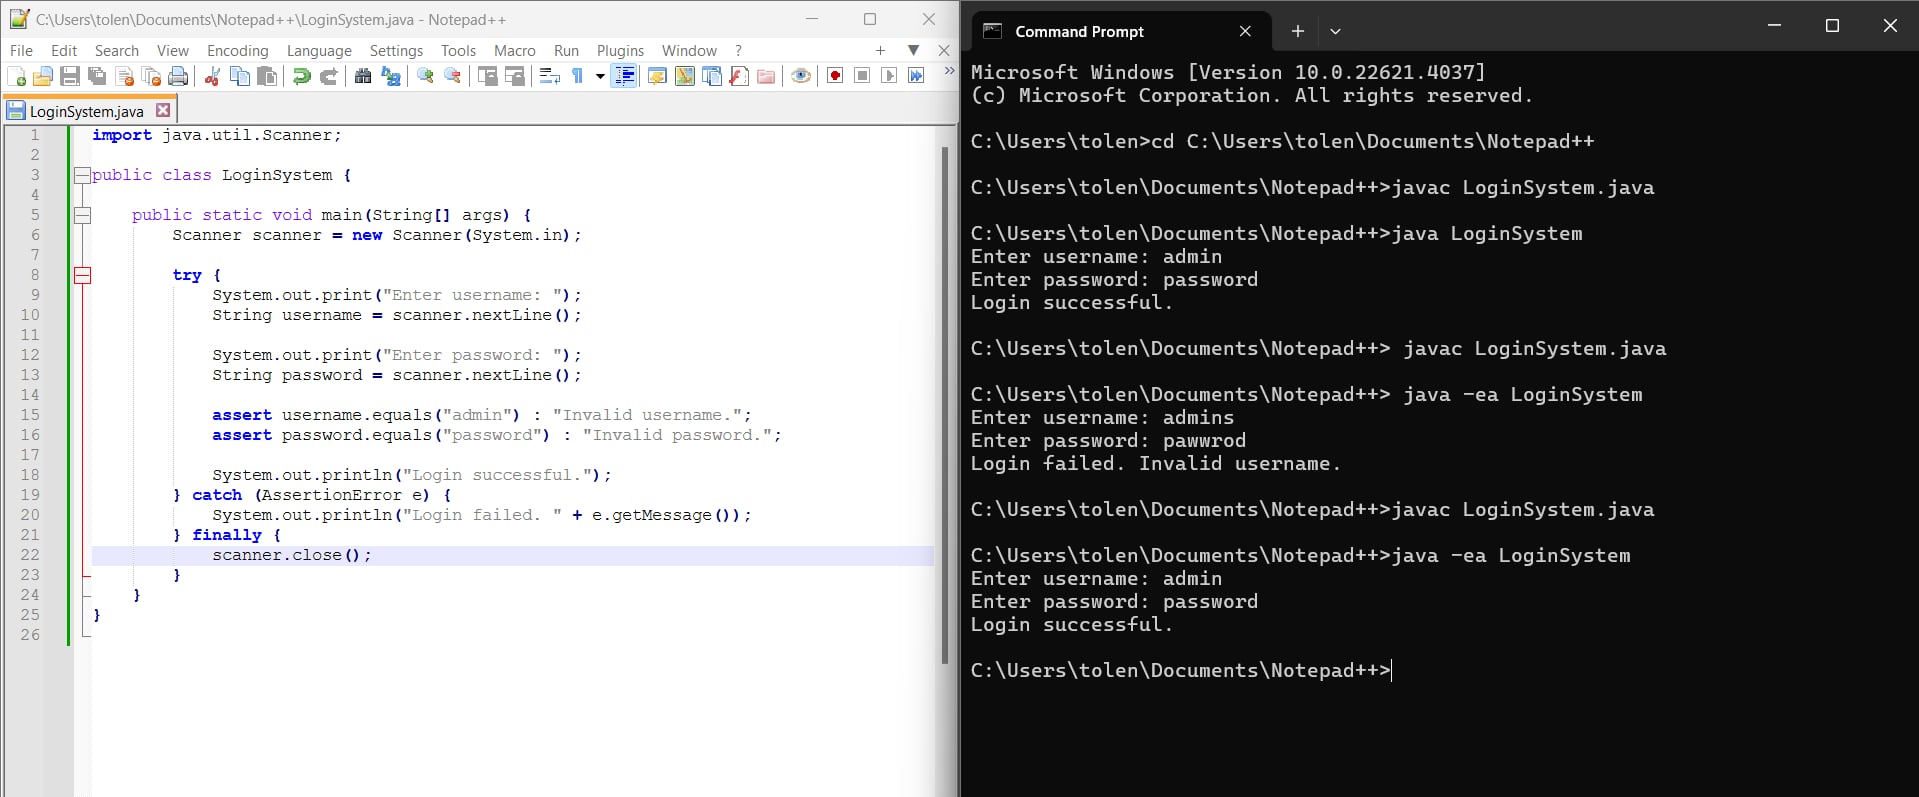 C:\Users\tolen\Documents\Notepad++\LoginSystem.java - Notepad++
File Edit Search View Encoding Language Settings Tools Macro Run Plugins Window ?
LoginSystem.java
1 import java.util.Scanner;
2
3 public class LoginSystem {
4
5 public static void main(String[] args) {
6 Scanner scanner = new Scanner(System.in);
7
8 try {
9 System.out.print("Enter username: ");
10 String username = scanner.nextLine();
11
12 System.out.print("Enter password: ");
13 String password = scanner.nextLine();
14
15 assert username.equals("admin") : "Invalid username.";
16 assert password.equals("password") : "Invalid password.";
17
18 System.out.println("Login successful.");
19 } catch (AssertionError e) {
20 System.out.println("Login failed. " + e.getMessage());
21 } finally {
22 scanner.close();
23 }
24 }
25 }
26
Command Prompt
Microsoft Windows [Version 10.0.22621.4037]
(c) Microsoft Corporation. All rights reserved.
C:\Users\tolen>cd C:\Users\tolen\Documents\Notepad++
C:\Users\tolen\Documents\Notepad++>javac LoginSystem.java
C:\Users\tolen\Documents\Notepad++>java LoginSystem
Enter username: admin
Enter password: password
Login successful.
C:\Users\tolen\Documents\Notepad++> javac LoginSystem.java
C:\Users\tolen\Documents\Notepad++> java -ea LoginSystem
Enter username: admins
Enter password: pawwrod
Login failed. Invalid username.
C:\Users\tolen\Documents\Notepad++>javac LoginSystem.java
C:\Users\tolen\Documents\Notepad++>java -ea LoginSystem
Enter username: admin
Enter password: password
Login successful.
C:\Users\tolen\Documents\Notepad++>